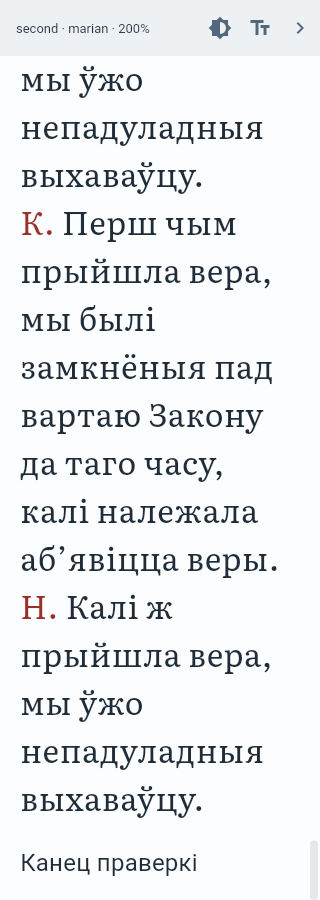 second · marian · 200%
мы ўжо
непадуладныя
выхаваўцу.
К. Перш чым
прыйшла вера,
мы былі
замкнёныя пад
вартаю Закону
да таго часу,
калі належала
аб’явіцца веры.
Н. Калі ж
прыйшла вера,
мы ўжо
непадуладныя
выхаваўцу.
Канец праверкі